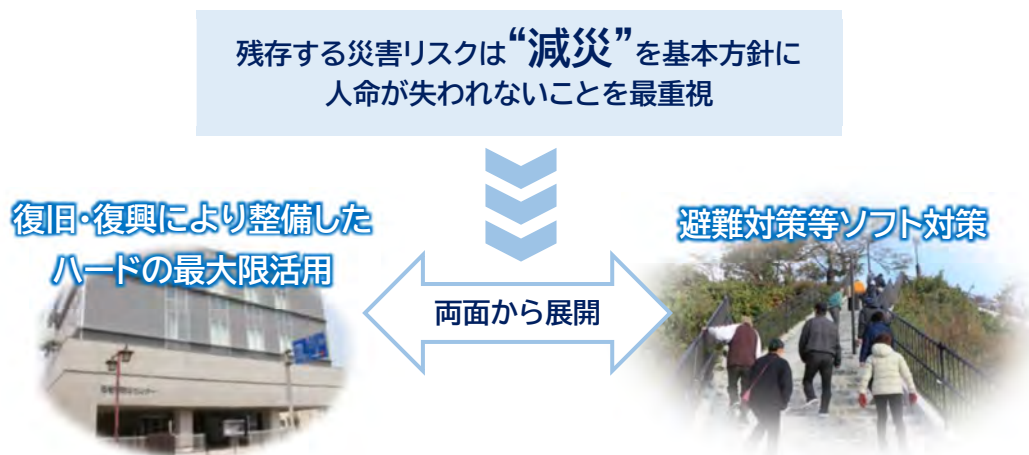 残存する災害リスクは“減災”を基本方針に
人命が失われないことを最重視
復旧・復興により整備した
ハードの最大限活用
避難対策等ソフト対策
両面から展開